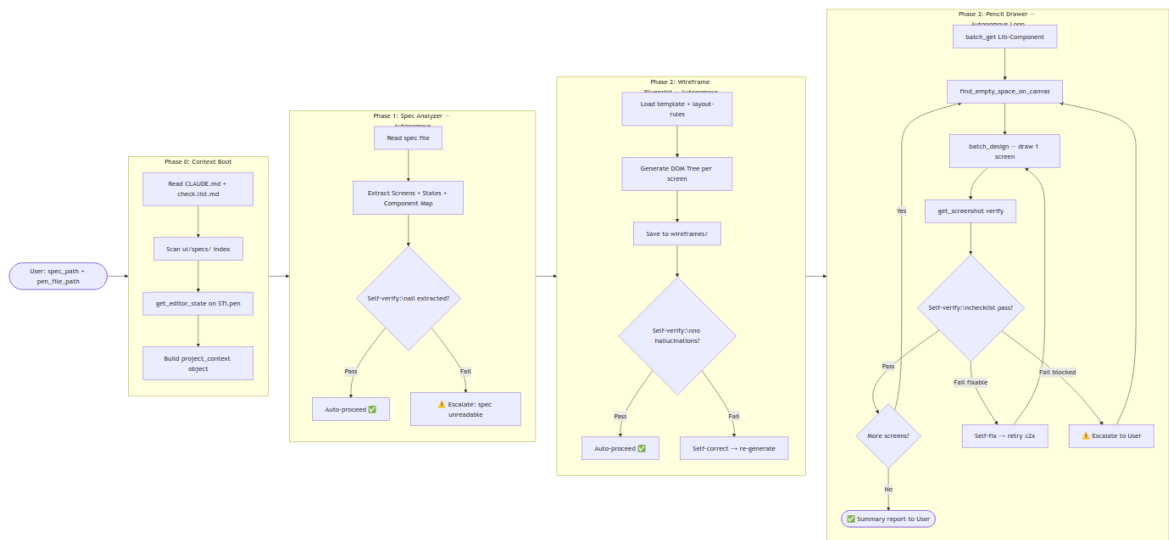 User: spec_path +
pen_file_path
Phase 0: Context Boot
Read CLAUDE.md +
check.list.md
Scan ui/specs/ index
get_editor_state on STi.pen
Build project_context
object
Phase 1: Spec Analyzer —
Autonomous
Read spec file
Extract Screens + States +
Component Map
Self-verify:\nall extracted?
Pass
Fail
Auto-proceed ✅
⚠️ Escalate: spec
unreadable
Phase 2: Wireframe
Blueprint — Autonomous
Load template + layout-
rules
Generate DOM Tree per
screen
Save to wireframes/
Self-verify:\nno
hallucinations?
Pass
Fail
Auto-proceed ✅
Self-correct → re-generate
Phase 3: Pencil Drawer —
Autonomous Loop
batch_get Lib-Component
find_empty_space_on_canvas
batch_design — draw 1
screen
get_screenshot verify
Yes
Self-verify:\nchecklist pass?
Pass
Fail fixable
Fail blocked
More screens?
Self-fix → retry ≤2x
⚠️ Escalate to User
No
✅ Summary report to User